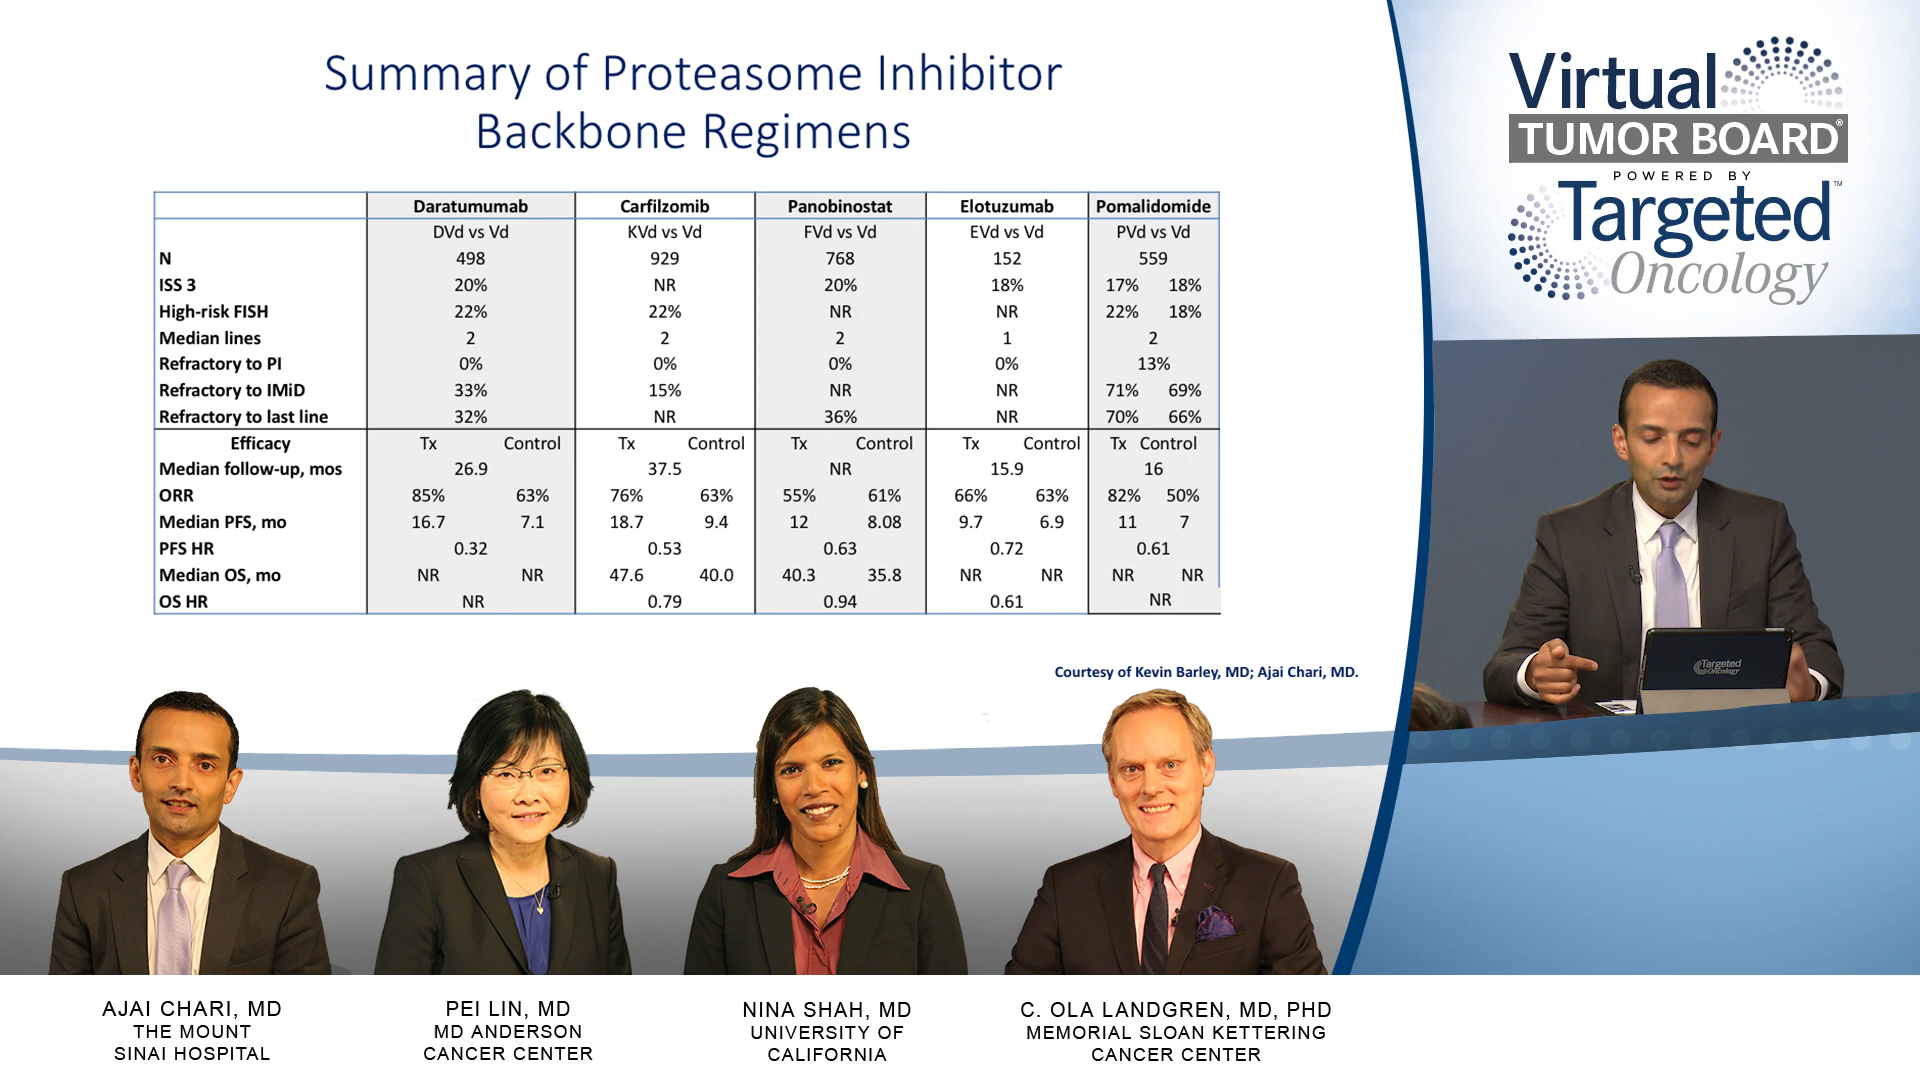 Summary of Proteasome Inhibitor
Backbone Regimens
Daratumumab Carfilzomib Panobinostat Elotuzumab Pomalidomide
DVd vs Vd KVd vs Vd FVd vs Vd EVd vs Vd PVd vs Vd
N 498 929 768 152 559
ISS 3 20% NR 20% 18% 17% 18%
High-risk FISH 22% 22% NR NR 22% 18%
Median lines 2 2 2 1 2
Refractory to PI 0% 0% 0% 0% 13%
Refractory to IMiD 33% 15% NR NR 71% 69%
Refractory to last line 32% NR 36% NR 70% 66%
Efficacy Tx Control Tx Control Tx Control Tx Control Tx Control
Median follow-up, mos 26.9 37.5 NR 15.9 16
ORR 85% 63% 76% 63% 55% 61% 66% 63% 82% 50%
Median PFS, mo 16.7 7.1 18.7 9.4 12 8.08 9.7 6.9 11 7
PFS HR 0.32 0.53 0.63 0.72 0.61
Median OS, mo NR NR 47.6 40.0 40.3 35.8 NR NR NR NR
OS HR NR 0.79 0.94 0.61 NR
Courtesy of Kevin Barley, MD; Ajai Chari, MD.
Virtual
TUMOR BOARD®
POWERED BY
Targeted™
Oncology
Targeted
Oncology
AJAI CHARI, MD
THE MOUNT
SINAI HOSPITAL
PEI LIN, MD
MD ANDERSON
CANCER CENTER
NINA SHAH, MD
UNIVERSITY OF
CALIFORNIA
C. OLA LANDGREN, MD, PHD
MEMORIAL SLOAN KETTERING
CANCER CENTER